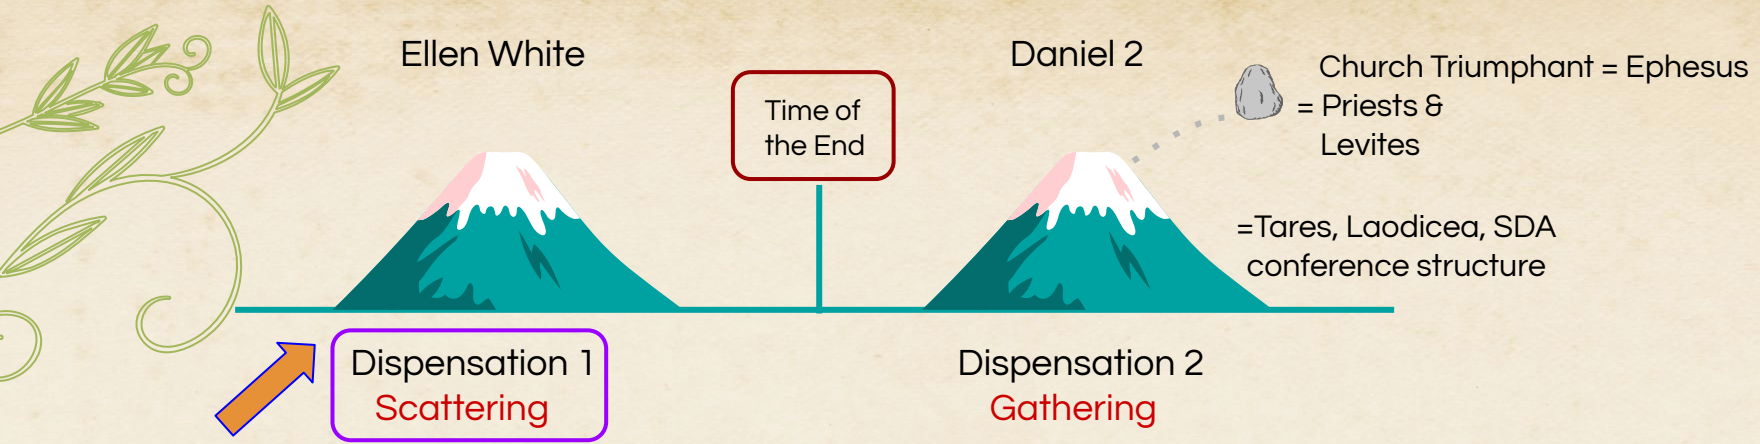 Ellen White
Time of
the End
Daniel 2
Church Triumphant = Ephesus
= Priests &
Levites
=Tares, Laodicea, SDA
conference structure
Dispensation 1
Scattering
Dispensation 2
Gathering